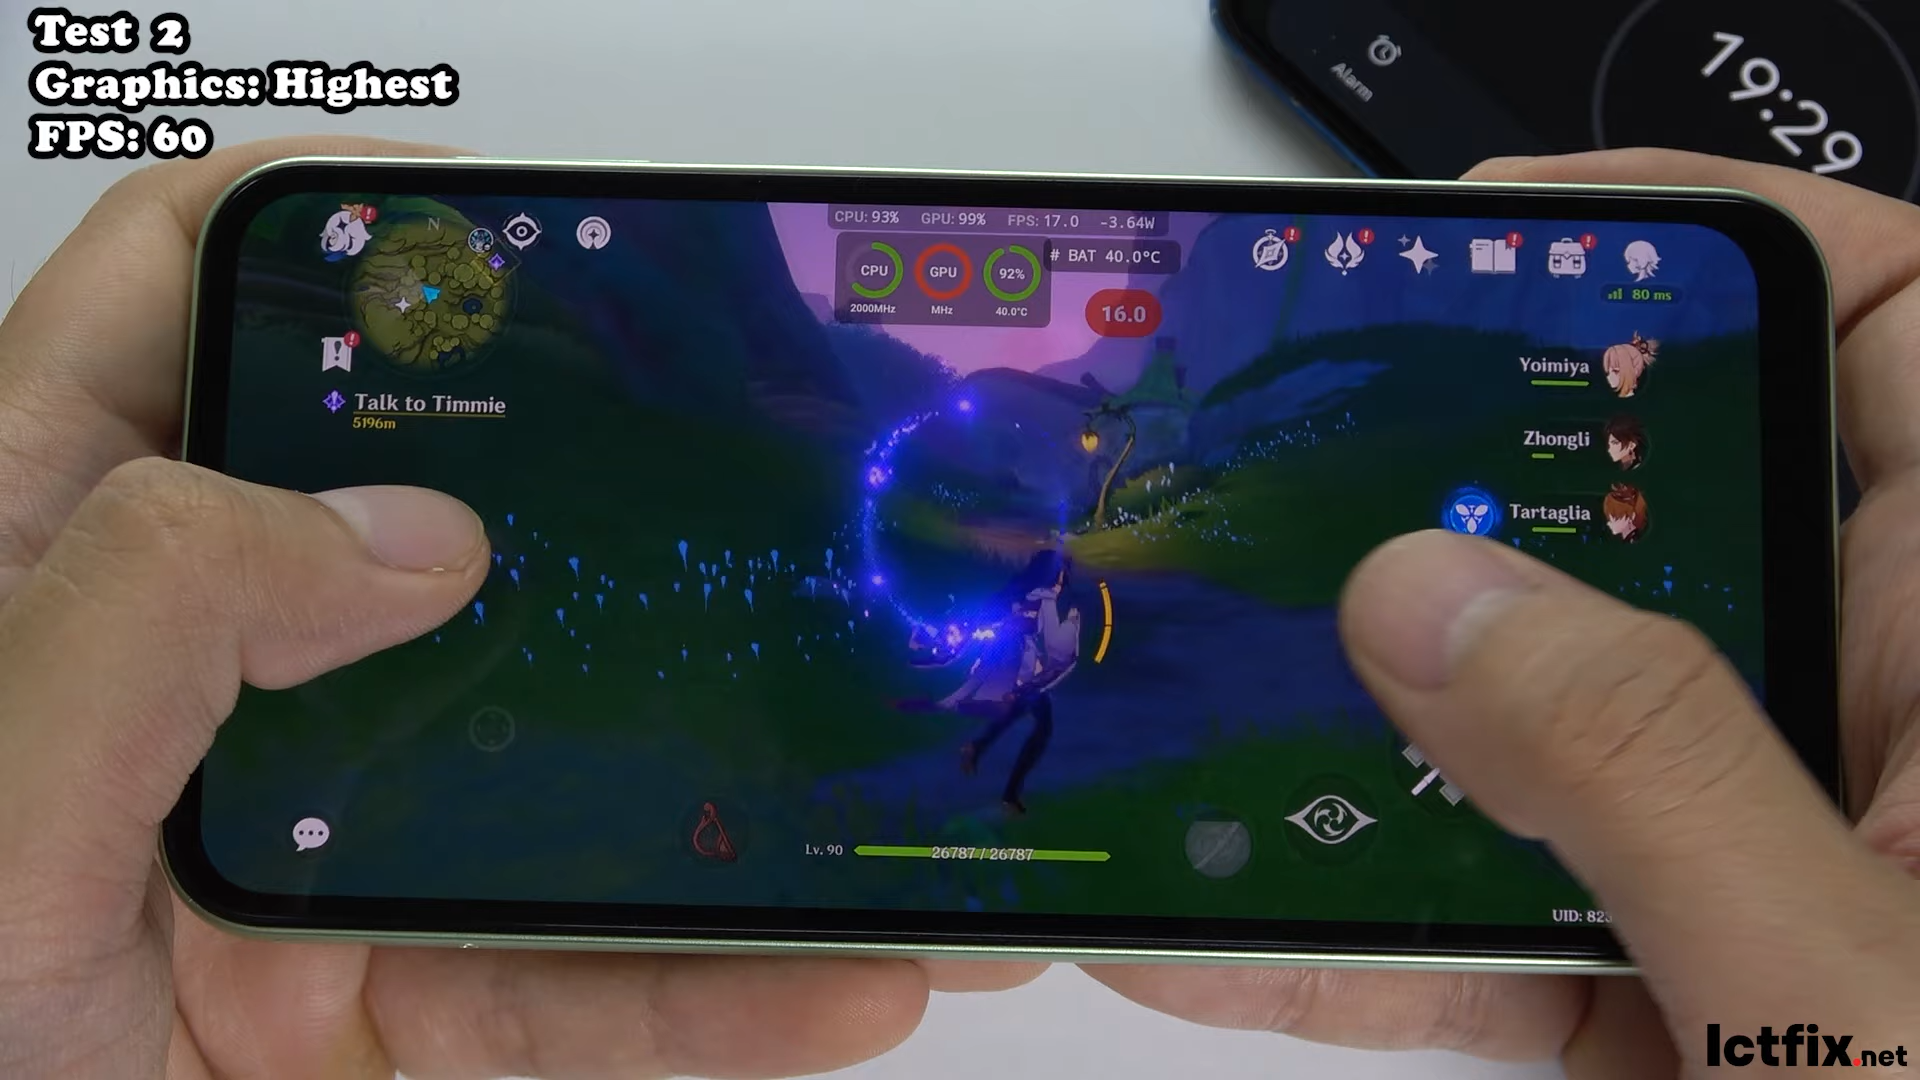 Test 2
Graphics: Highest
FPS: 60
Alarm
19:29
N
CPU: 93% GPU: 99% FPS: 17.0 -3.64W
CPU GPU 92%
2000MHz MHz 40.0°C
# BAT 40.0°C
16.0
80 ms
Talk to Timmie
5196m
Yoimiya
Zhongli
Tartaglia
Lv. 90 26787 / 26787
UID: 823
Ictfix.net